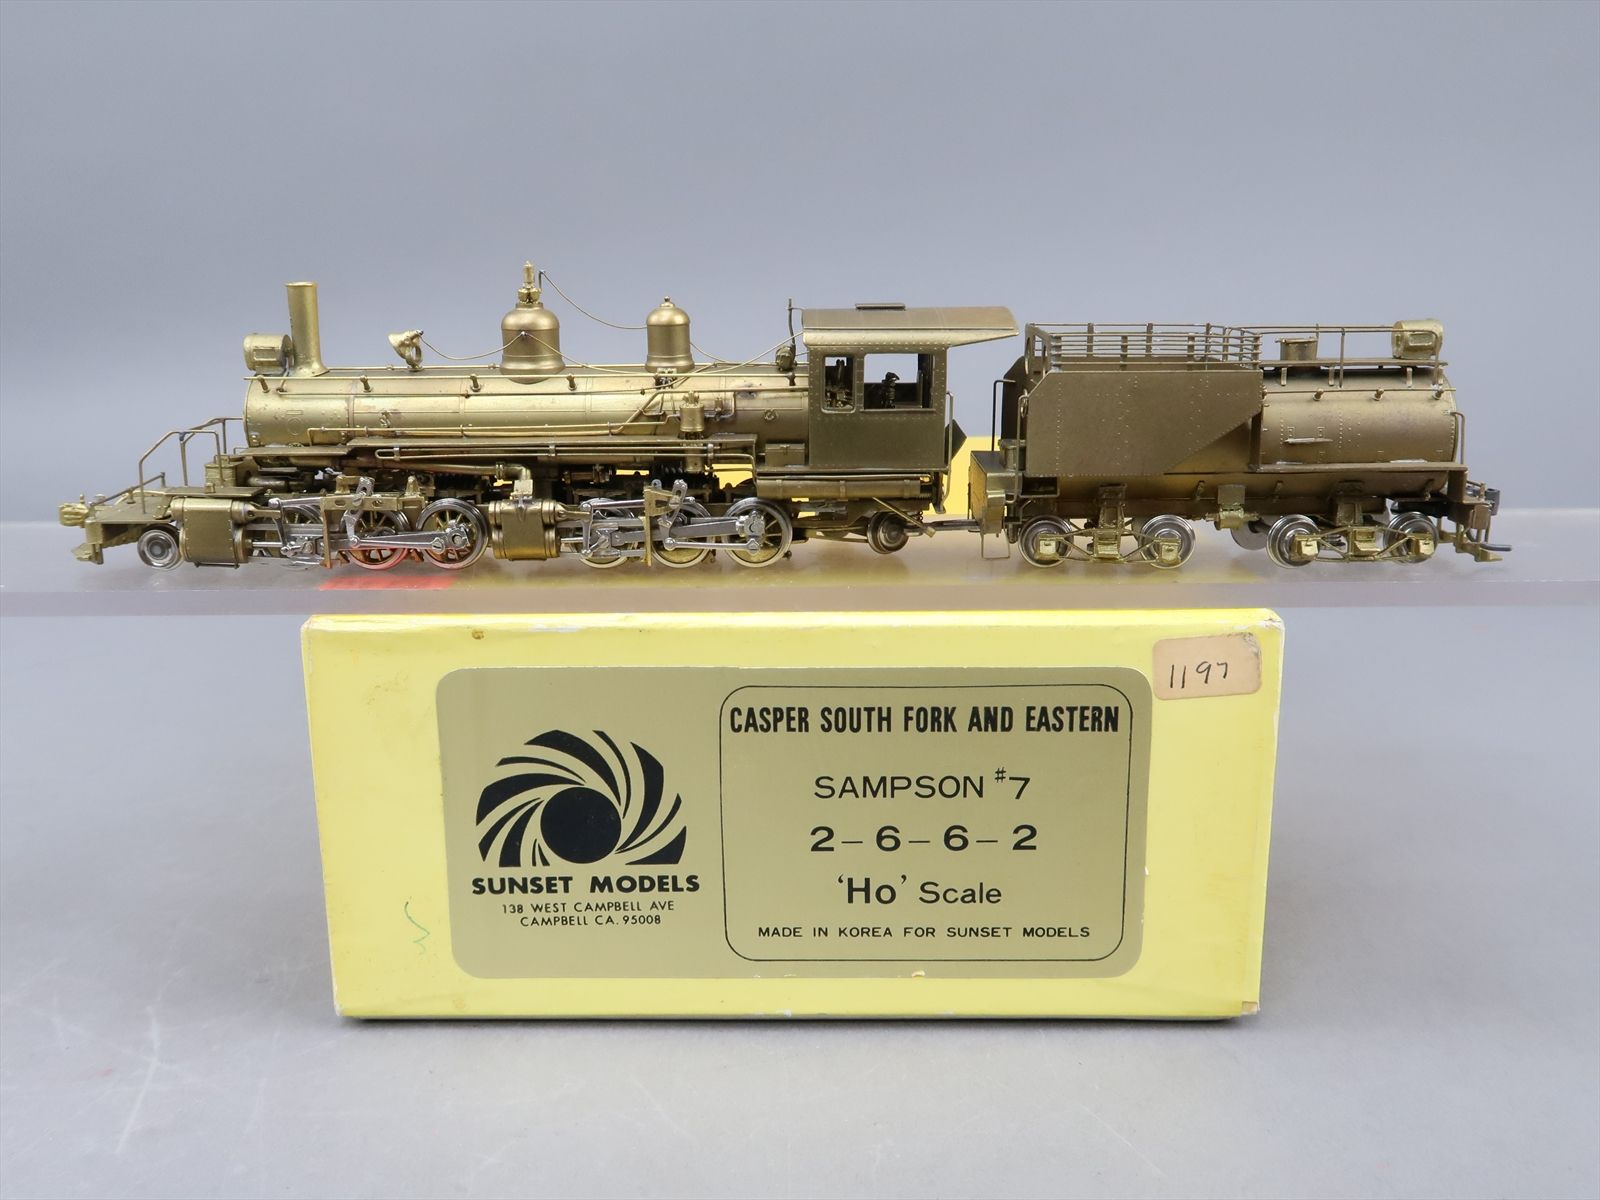 1197
CASPER SOUTH FORK AND EASTERN
SAMPSON #7
2-6-6-2
'Ho' Scale
MADE IN KOREA FOR SUNSET MODELS
SUNSET MODELS
138 WEST CAMPBELL AVE
CAMPBELL CA. 95008